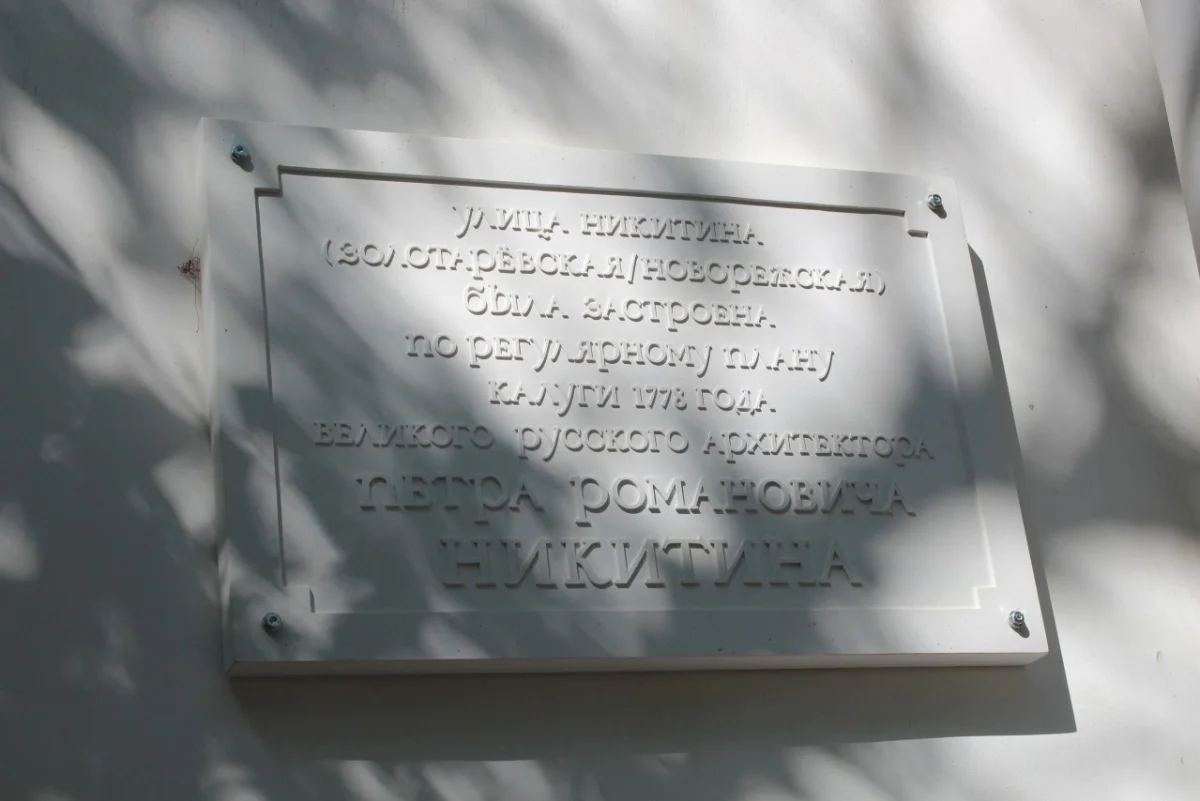 УЛИЦА НИКИТИНА
(ЗОЛОТАРЁВСКАЯ/НОВОРЕЖСКАЯ)
БЫЛА ЗАСТРОЕНА
ПО РЕГУЛЯРНОМУ ПЛАНУ
КАЛУГИ 1778 ГОДА
ВЕЛИКОГО РУССКОГО АРХИТЕКТОРА
ПЕТРА РОМАНОВИЧА
НИКИТИНА